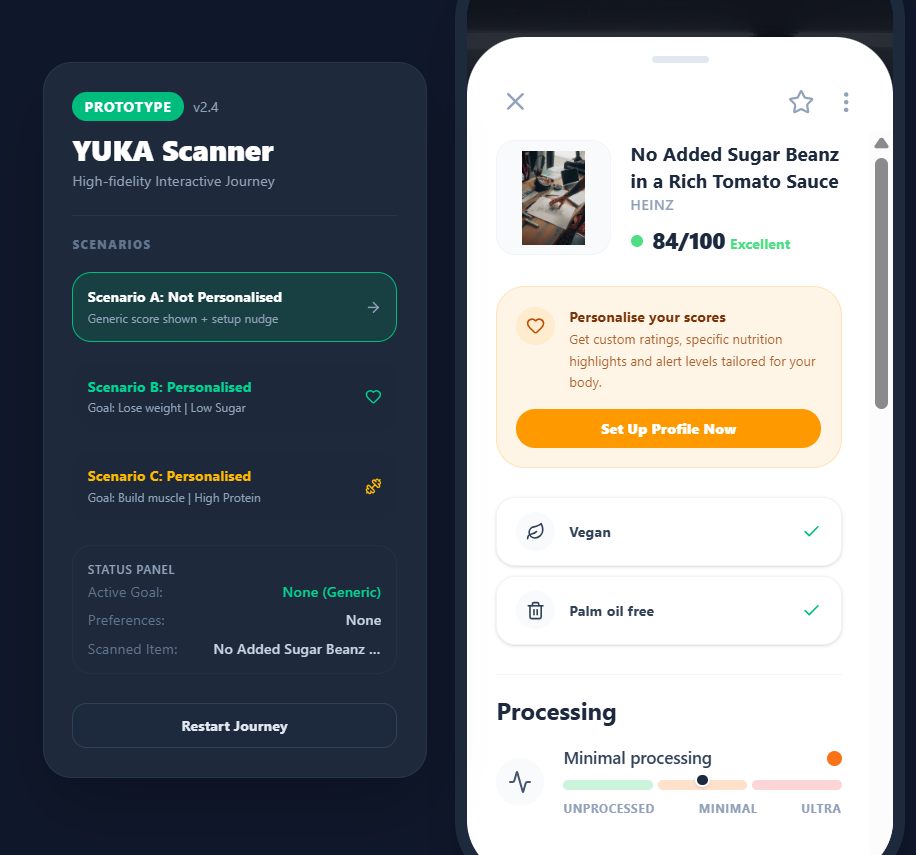 PROTOTYPE v2.4
YUKA Scanner
High-fidelity Interactive Journey
SCENARIOS
Scenario A: Not Personalised
Generic score shown + setup nudge
Scenario B: Personalised
Goal: Lose weight | Low Sugar
Scenario C: Personalised
Goal: Build muscle | High Protein
STATUS PANEL
Active Goal: None (Generic)
Preferences: None
Scanned Item: No Added Sugar Beanz ...
Restart Journey
No Added Sugar Beanz
in a Rich Tomato Sauce
HEINZ
84/100 Excellent
Personalise your scores
Get custom ratings, specific nutrition
highlights and alert levels tailored for your
body.
Set Up Profile Now
Vegan
Palm oil free
Processing
Minimal processing
UNPROCESSED MINIMAL ULTRA